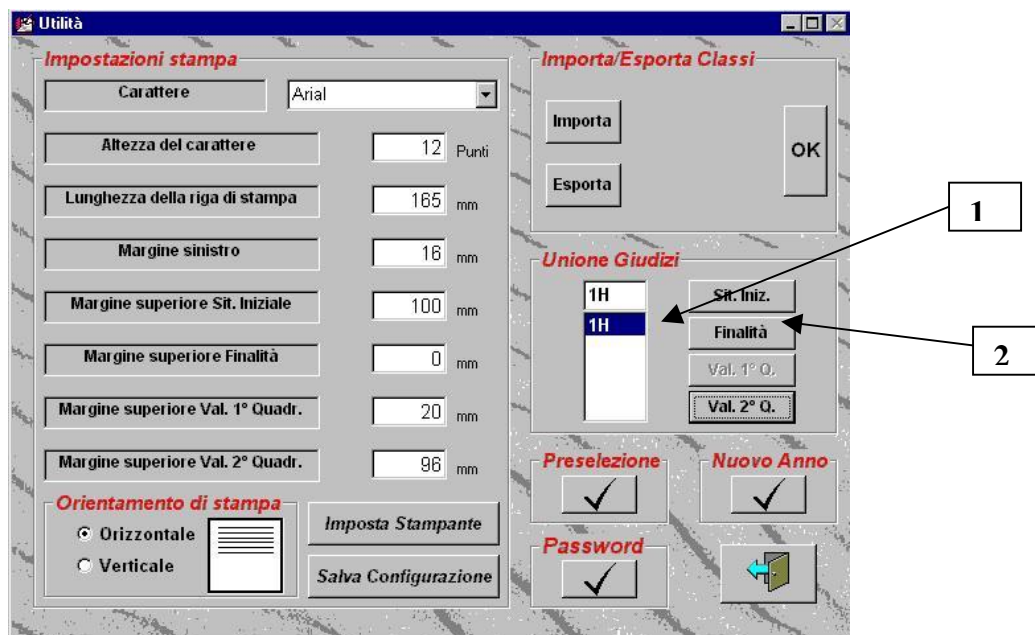 Utilità
Impostazioni stampa
Carattere
Arial
Altezza del carattere
12 Punti
Lunghezza della riga di stampa
165 mm
Margine sinistro
16 mm
Margine superiore Sit. Iniziale
100 mm
Margine superiore Finalità
0 mm
Margine superiore Val. 1° Quadr.
20 mm
Margine superiore Val. 2° Quadr.
96 mm
Orientamento di stampa
Orizzontale
Verticale
Imposta Stampante
Salva Configurazione
Importa/Esporta Classi
Importa
Esporta
OK
Unione Giudizi
1H
1H
Sit. Iniz.
Finalità
Val. 1° Q.
Val. 2° Q.
Preselezione
Nuovo Anno
Password
1
2